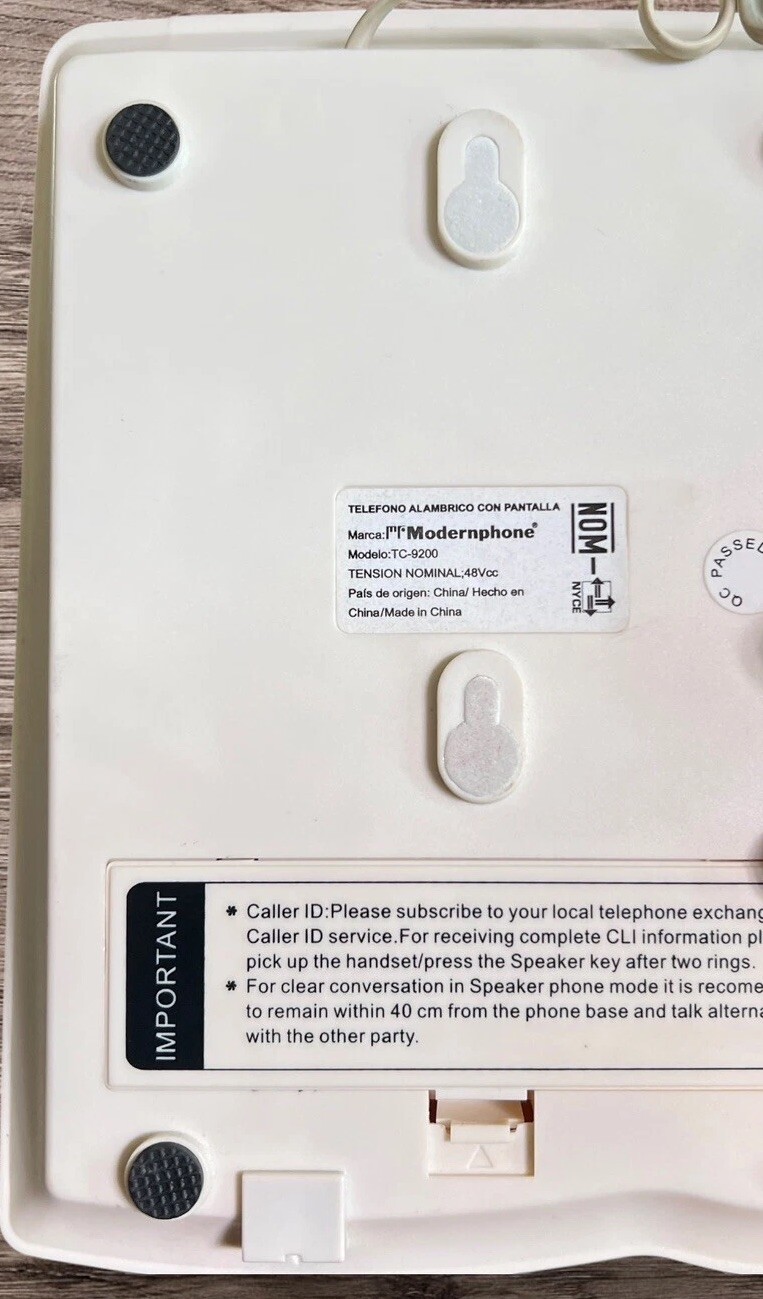 TELEFONO ALAMBRICO CON PANTALLA
Marca: Modernphone®
Modelo:TC-9200
TENSION NOMINAL;48Vcc
País de origen: China/ Hecho en
China/Made in China
NOM
NYCE
QC PASSED
IMPORTANT
* Caller ID:Please subscribe to your local telephone exchang
Caller ID service.For receiving complete CLI information pl
pick up the handset/press the Speaker key after two rings.
* For clear conversation in Speaker phone mode it is recome
to remain within 40 cm from the phone base and talk alterna
with the other party.